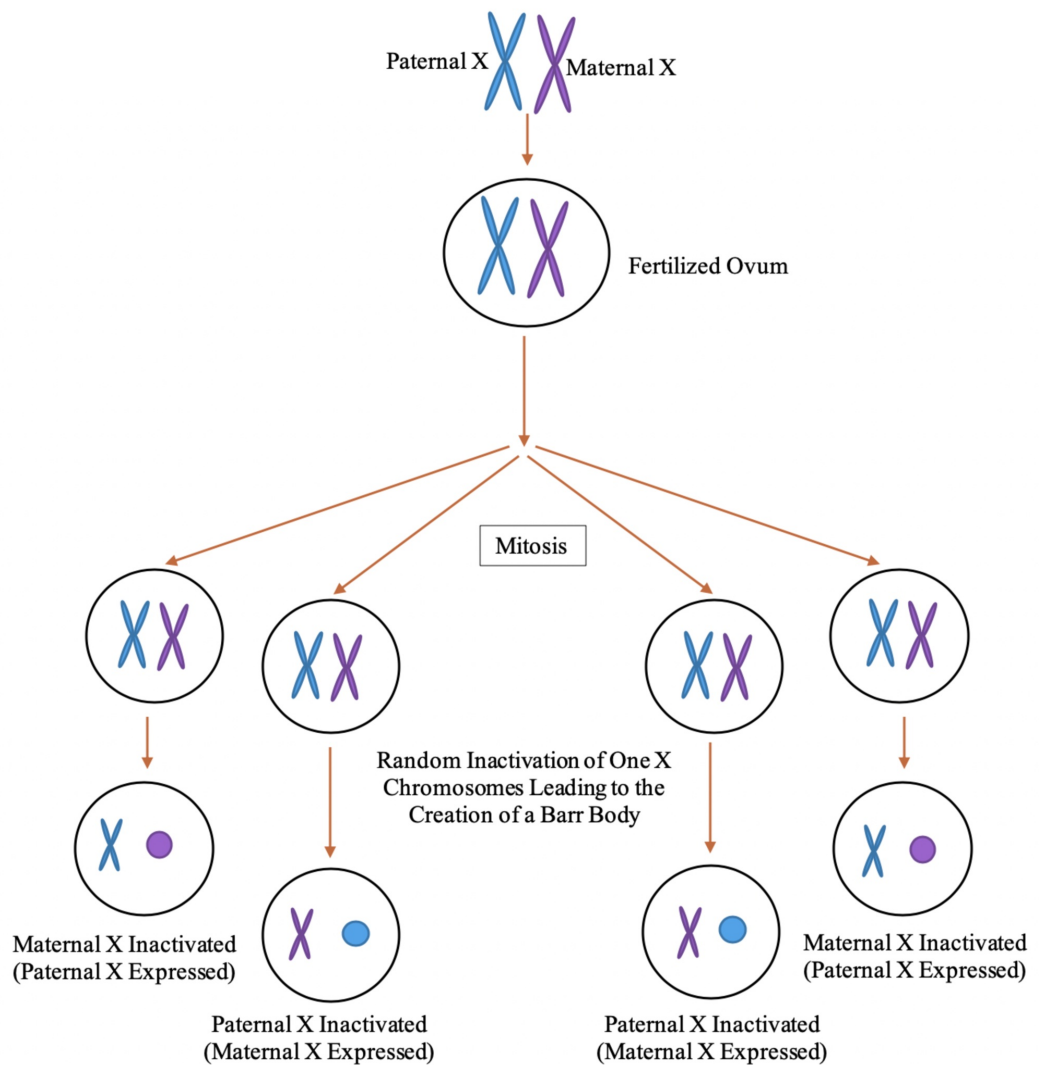 Paternal X
Maternal X
Fertilized Ovum
Mitosis
Random Inactivation of One X
Chromosomes Leading to the
Creation of a Barr Body
Maternal X Inactivated
(Paternal X Expressed)
Paternal X Inactivated
(Maternal X Expressed)
Paternal X Inactivated
(Maternal X Expressed)
Maternal X Inactivated
(Paternal X Expressed)